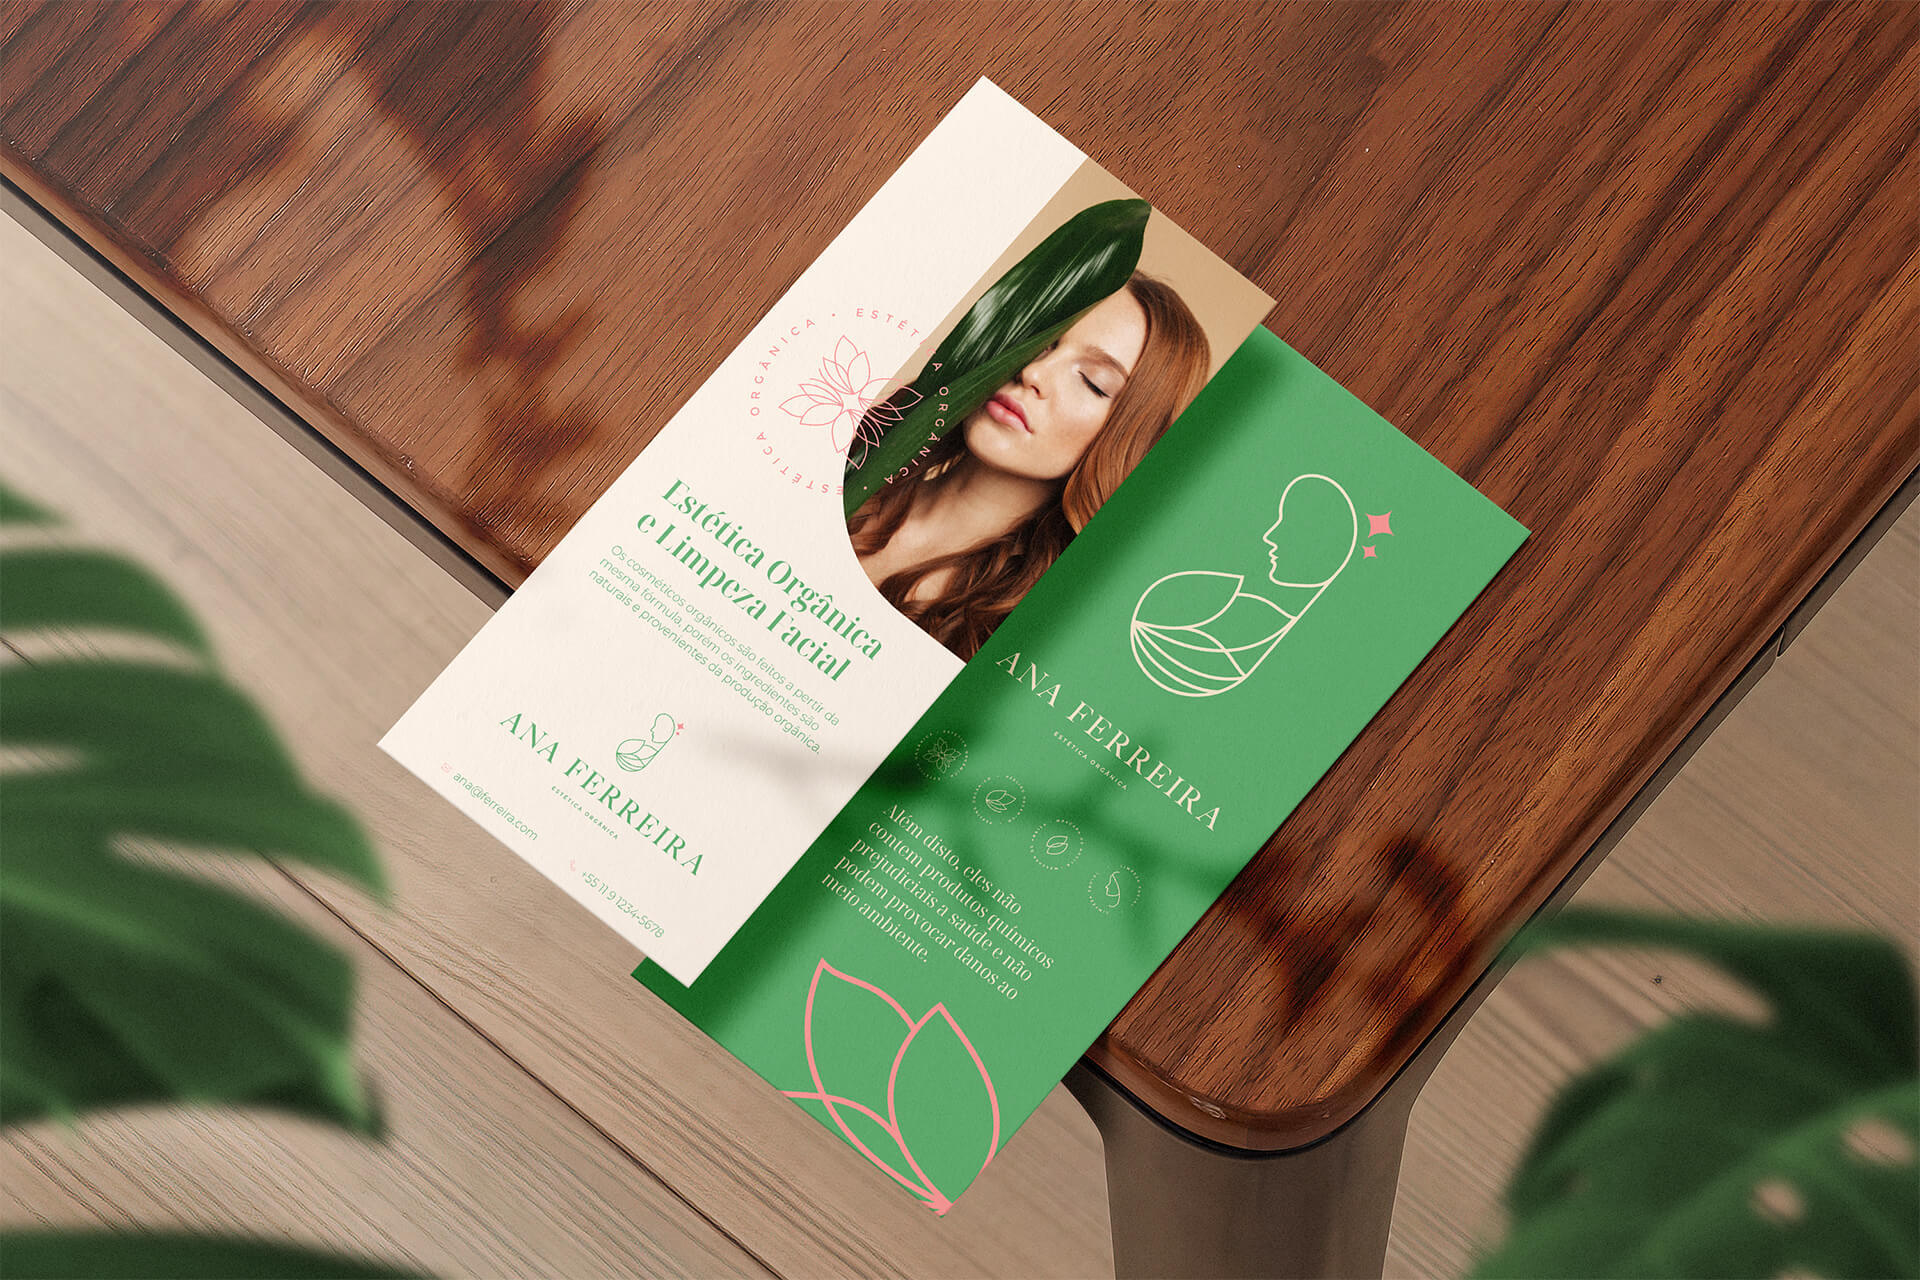 ESTÉTICA ORGÂNICA • ESTÉTICA ORGÂNICA •
Estética Orgânica
e Limpeza Facial
Os cosméticos orgânicos são feitos a pertir da
mesma fórmula, porém os ingredientes são
naturais e provenientes da produção orgânica.
ANA FERREIRA
ESTÉTICA ORGÂNICA
ana@ferreira.com
+55 11 9 1234-5678
ANA FERREIRA
ESTÉTICA ORGÂNICA
Além disto, eles não
contem produtos químicos
prejudiciais a saúde e não
podem provocar danos ao
meio ambiente.